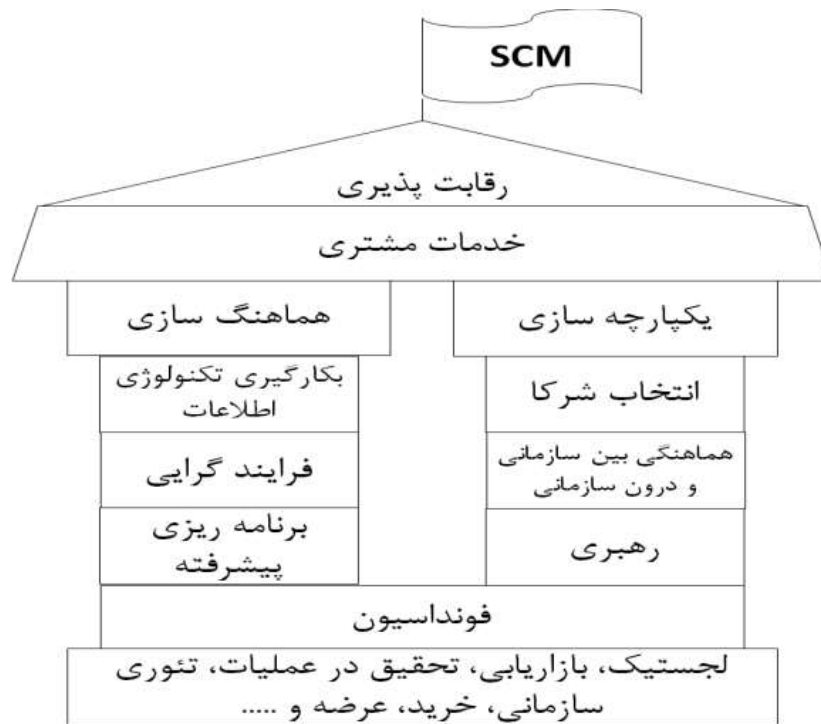 SCM
رقابت پذیری
خدمات مشتری
یکپارچه سازی
انتخاب شرکا
هماهنگی بین سازمانی
و درون سازمانی
رهبری
هماهنگ سازی
بکارگیری تکنولوژی
اطلاعات
فرایند گرایی
برنامه ریزی
پیشرفته
فونداسیون
لجستیک، بازاریابی، تحقیق در عملیات، تئوری
سازمانی، خرید، عرضه و .....